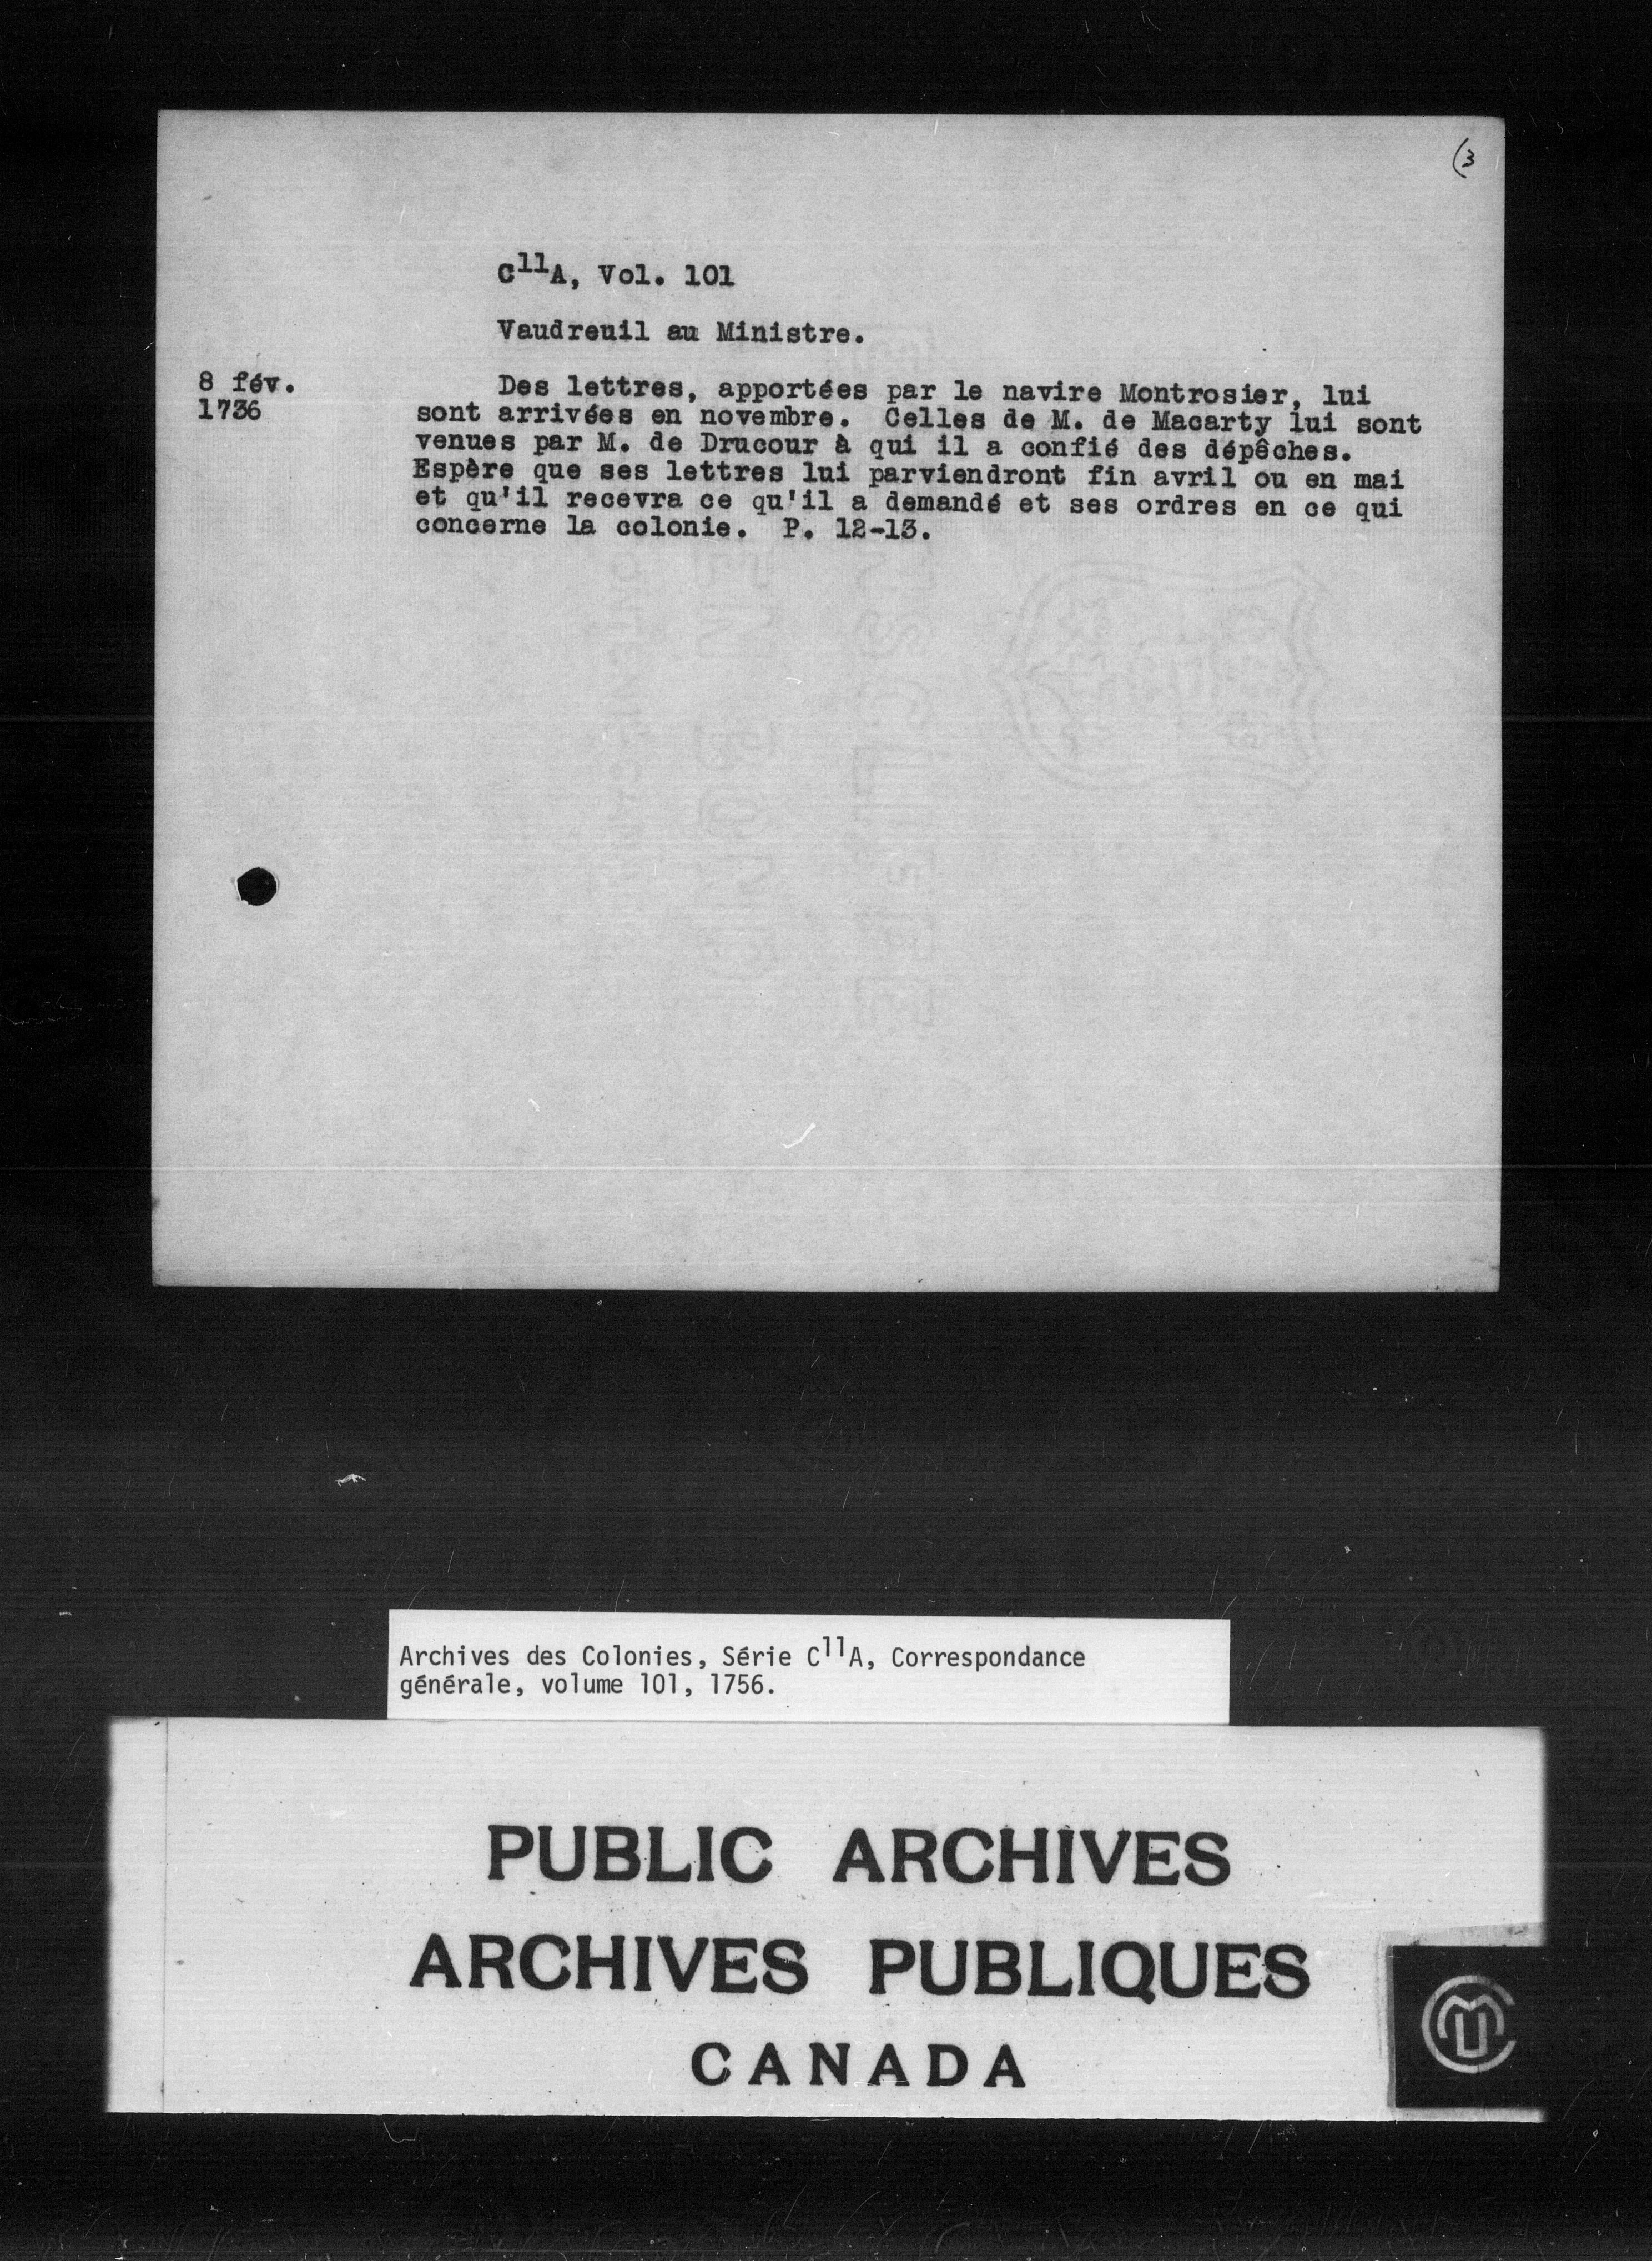 (3
C11A, Vol. 101
Vaudreuil au Ministre.
8 fév.
1736
Des lettres, apportées par le navire Montrosier, lui
sont arrivées en novembre. Celles de M. de Macarty lui sont
venues par M. de Drucour à qui il a confié des dépêches.
Espère que ses lettres lui parviendront fin avril ou en mai
et qu'il recevra ce qu'il a demandé et ses ordres en ce qui
concerne la colonie. P. 12-13.
Archives des Colonies, Série C11A, Correspondance
générale, volume 101, 1756.
PUBLIC ARCHIVES
ARCHIVES PUBLIQUES
CANADA